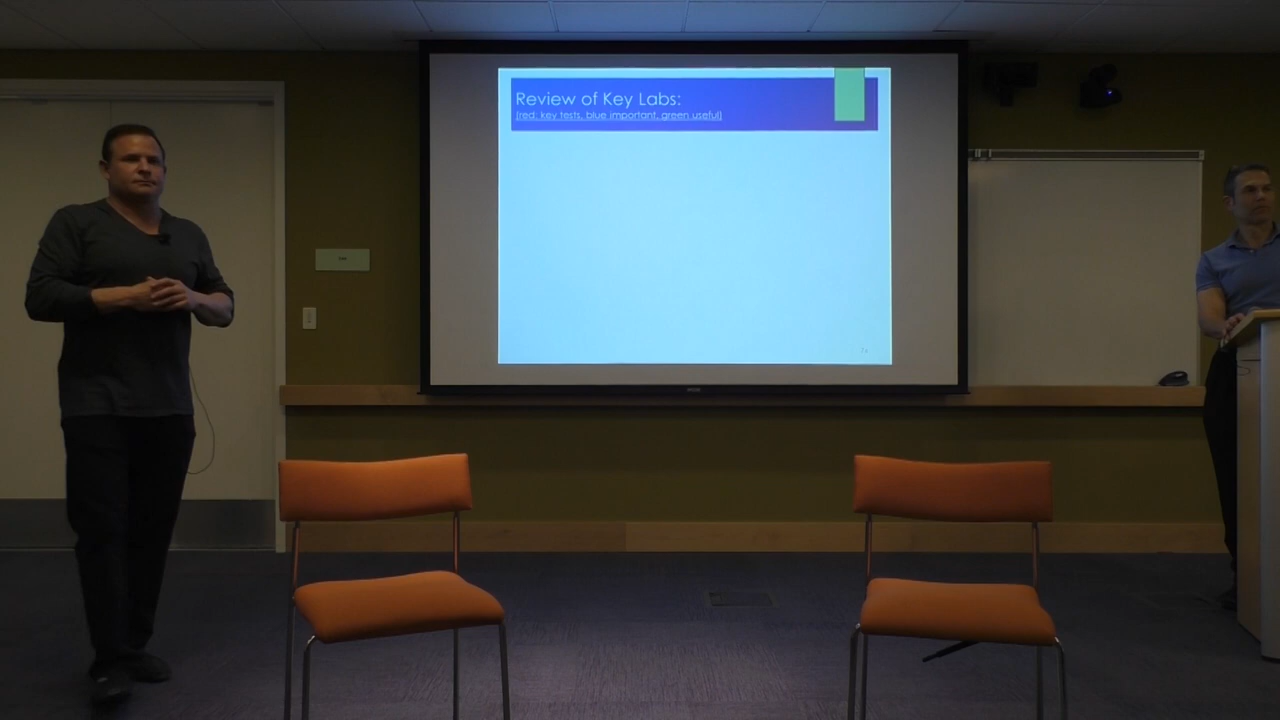 Review of Key Labs:
(red: key tests, blue important, green useful)